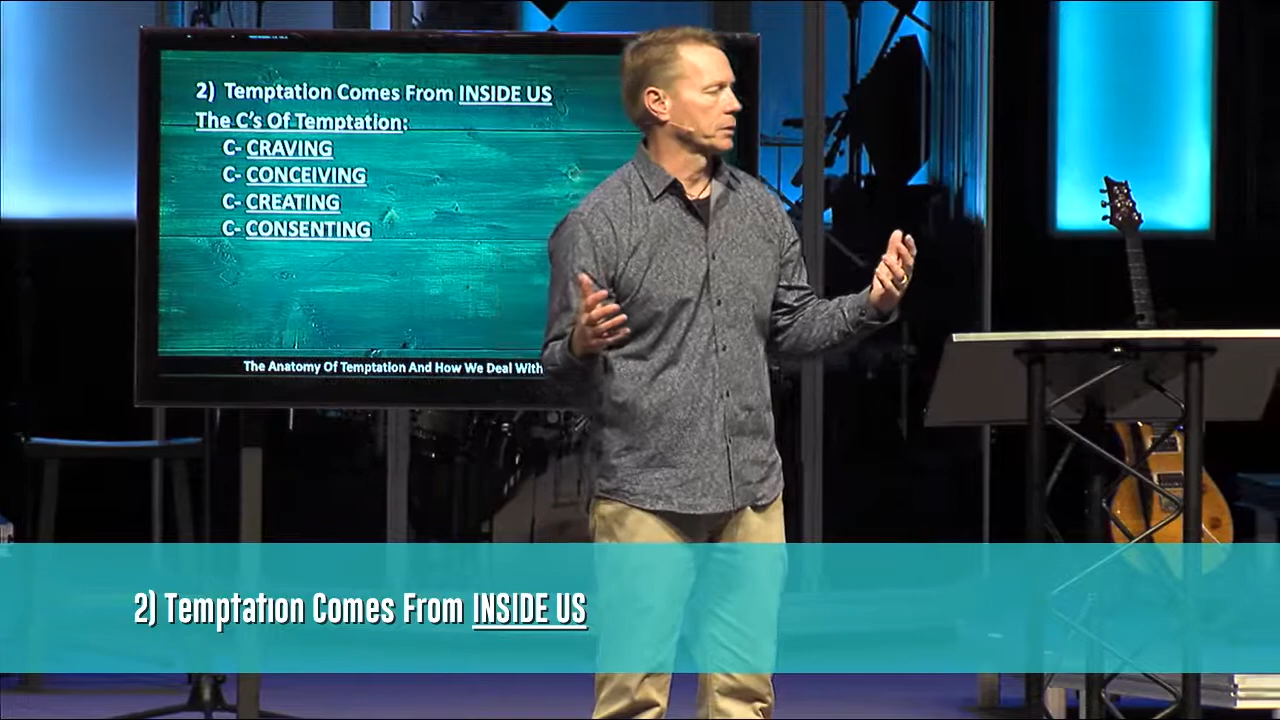 2) Temptation Comes From INSIDE US
The C's Of Temptation:
C- CRAVING
C- CONCEIVING
C- CREATING
C- CONSENTING
The Anatomy Of Temptation And How We Deal With
2) Temptation Comes From INSIDE US